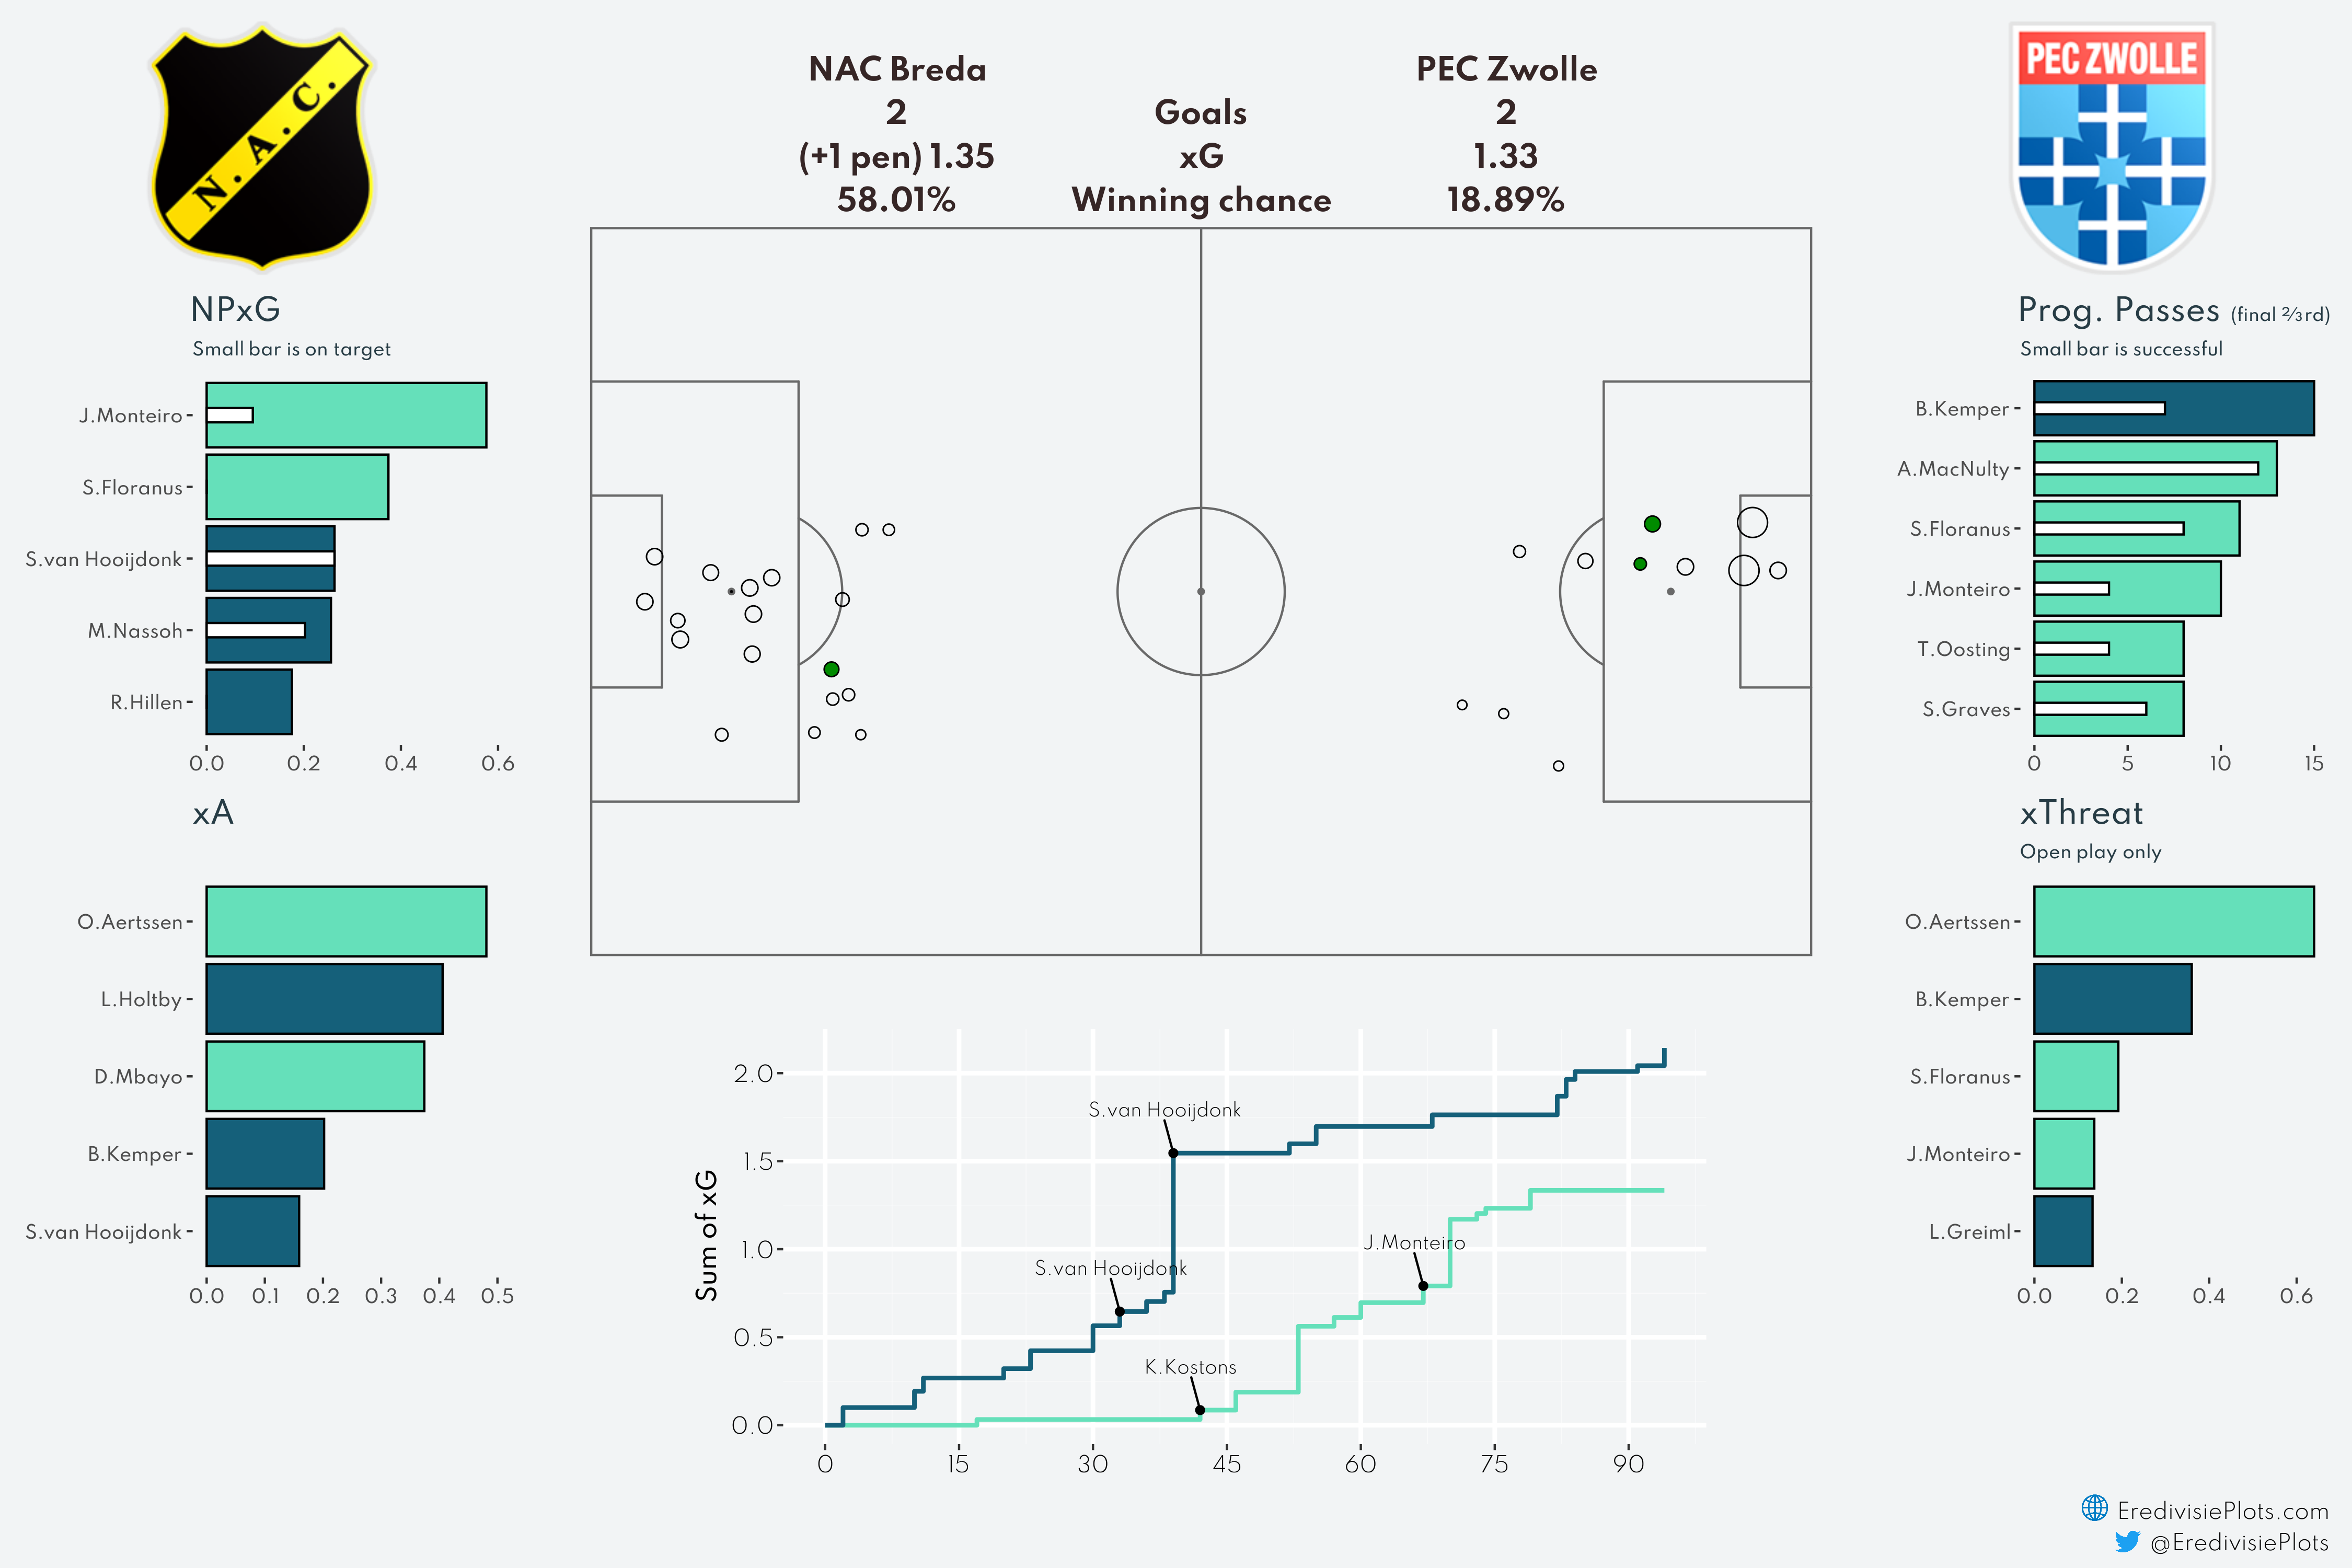 N.A.C.
PEC ZWOLLE
NAC Breda PEC Zwolle
2 Goals 2
(+1 pen) 1.35 xG 1.33
58.01% Winning chance 18.89%
NPxG
Small bar is on target
J.Monteiro
S.Floranus
S.van Hooijdonk
M.Nassoh
R.Hillen
0.0 0.2 0.4 0.6
xA
O.Aertssen
L.Holtby
D.Mbayo
B.Kemper
S.van Hooijdonk
0.0 0.1 0.2 0.3 0.4 0.5
Sum of xG
2.0
1.5
1.0
0.5
0.0
S.van Hooijdonk
S.van Hooijdonk
J.Monteiro
K.Kostons
0 15 30 45 60 75 90
Prog. Passes (final ⅔rd)
Small bar is successful
B.Kemper
A.MacNulty
S.Floranus
J.Monteiro
T.Oosting
S.Graves
0 5 10 15
xThreat
Open play only
O.Aertssen
B.Kemper
S.Floranus
J.Monteiro
L.Greiml
0.0 0.2 0.4 0.6
EredivisiePlots.com
@EredivisiePlots